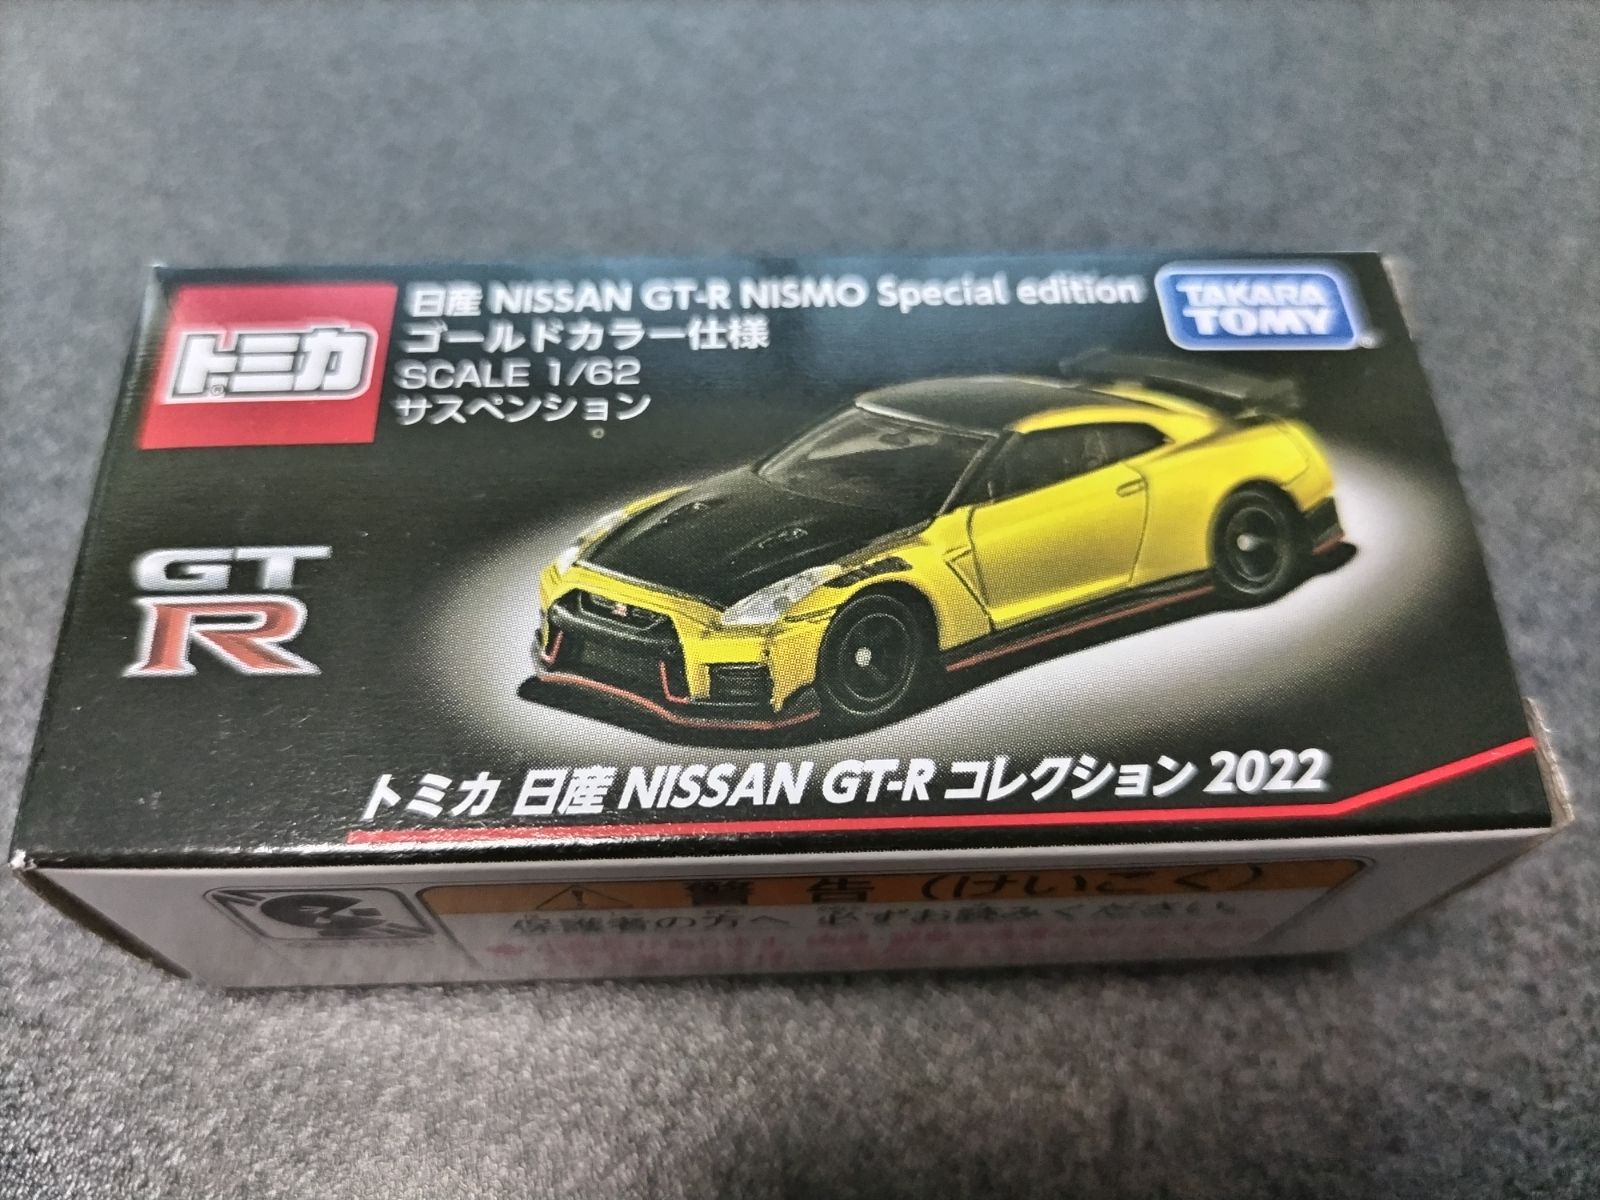 トミカ
日産 NISSAN GT-R NISMO Special edition
ゴールドカラー仕様
SCALE 1/62
サスペンション
TAKARA
TOMY
GT
R
トミカ 日産 NISSAN GT-R コレクション 2022
警告 (けいこく)
保護者の方へ 必ずお読みください。